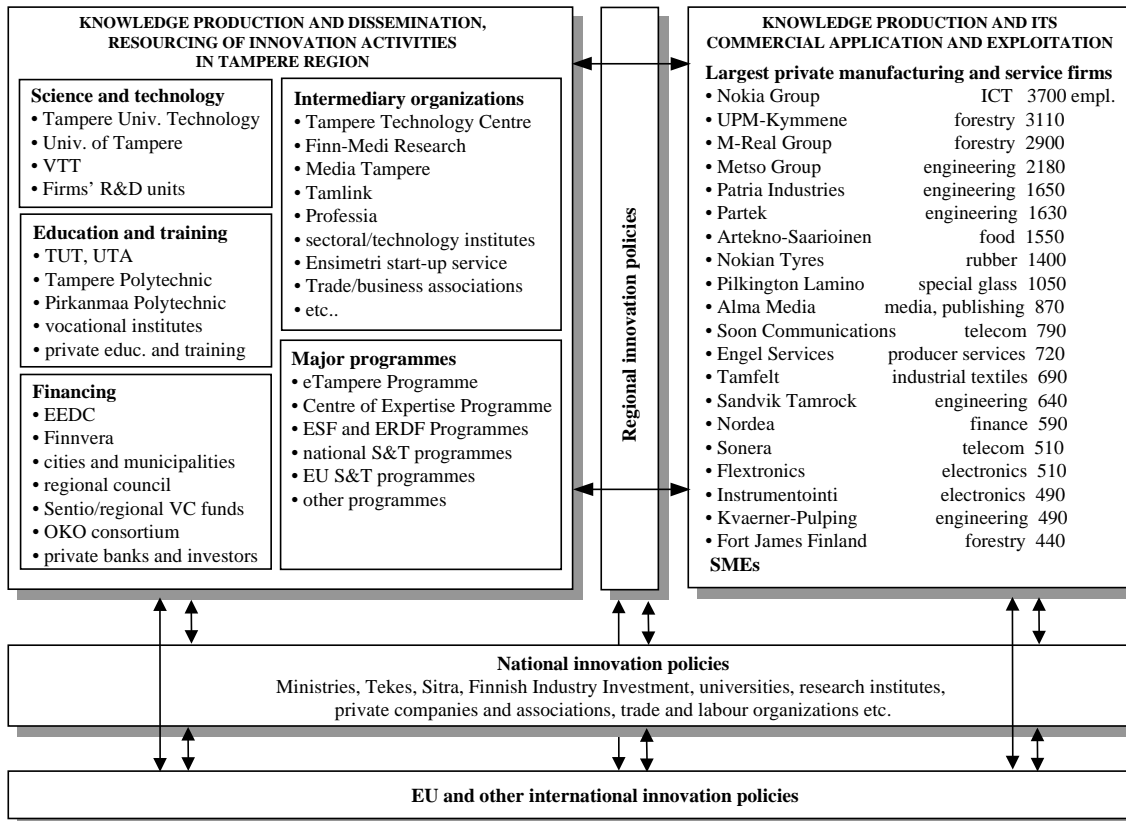 KNOWLEDGE PRODUCTION AND DISSEMINATION,
RESOURCING OF INNOVATION ACTIVITIES
IN TAMPERE REGION
Science and technology
• Tampere Univ. Technology
• Univ. of Tampere
• VTT
• Firms' R&D units
Education and training
• TUT, UTA
• Tampere Polytechnic
• Pirkanmaa Polytechnic
• vocational institutes
• private educ. and training
Financing
• EEDC
• Finnvera
• cities and municipalities
• regional council
• Sentio/regional VC funds
• OKO consortium
• private banks and investors
Intermediary organizations
• Tampere Technology Centre
• Finn-Medi Research
• Media Tampere
• Tamlink
• Professia
• sectoral/technology institutes
• Ensimetri start-up service
• Trade/business associations
• etc..
Major programmes
• eTampere Programme
• Centre of Expertise Programme
• ESF and ERDF Programmes
• national S&T programmes
• EU S&T programmes
• other programmes
Regional innovation policies
KNOWLEDGE PRODUCTION AND ITS
COMMERCIAL APPLICATION AND EXPLOITATION
Largest private manufacturing and service firms
• Nokia Group ICT 3700 empl.
• UPM-Kymmene forestry 3110
• M-Real Group forestry 2900
• Metso Group engineering 2180
• Patria Industries engineering 1650
• Partek engineering 1630
• Artekno-Saarioinen food 1550
• Nokian Tyres rubber 1400
• Pilkington Lamino special glass 1050
• Alma Media media, publishing 870
• Soon Communications telecom 790
• Engel Services producer services 720
• Tamfelt industrial textiles 690
• Sandvik Tamrock engineering 640
• Nordea finance 590
• Sonera telecom 510
• Flextronics electronics 510
• Instrumentointi electronics 490
• Kvaerner-Pulping engineering 490
• Fort James Finland forestry 440
SMEs
National innovation policies
Ministries, Tekes, Sitra, Finnish Industry Investment, universities, research institutes,
private companies and associations, trade and labour organizations etc.
EU and other international innovation policies